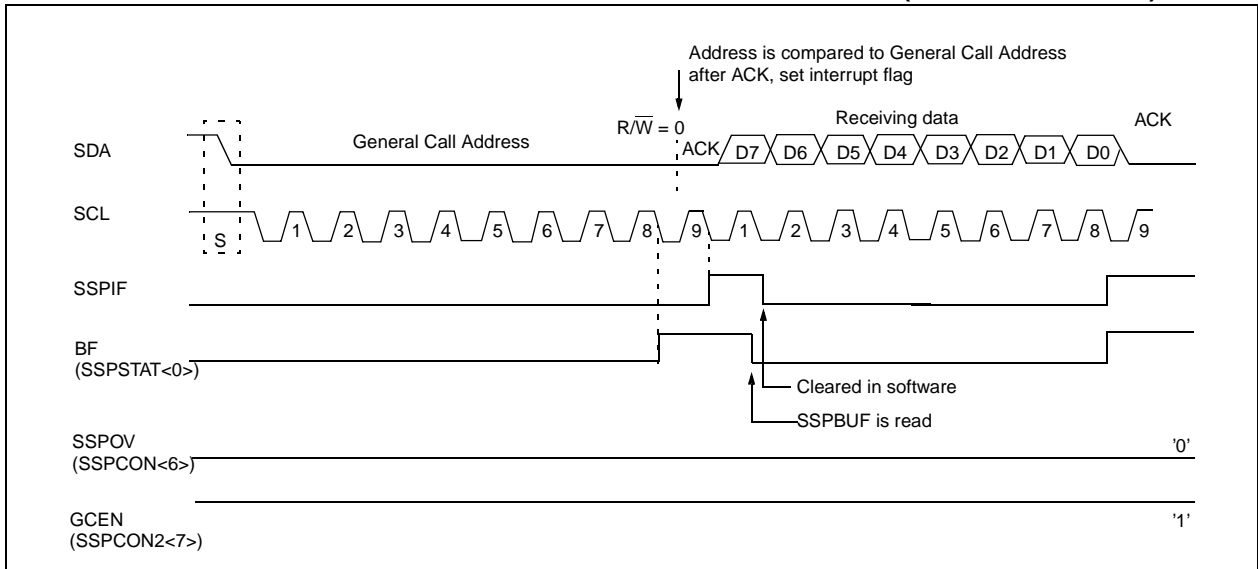 Address is compared to General Call Address
after ACK, set interrupt flag
SDA
General Call Address
R/W = 0
ACK
Receiving data
ACK
D7 D6 D5 D4 D3 D2 D1 D0
SCL
S
1 2 3 4 5 6 7 8 9 1 2 3 4 5 6 7 8 9
SSPIF
BF
(SSPSTAT<0>)
Cleared in software
SSPBUF is read
SSPOV
(SSPCON<6>)
'0'
GCEN
(SSPCON2<7>)
'1'